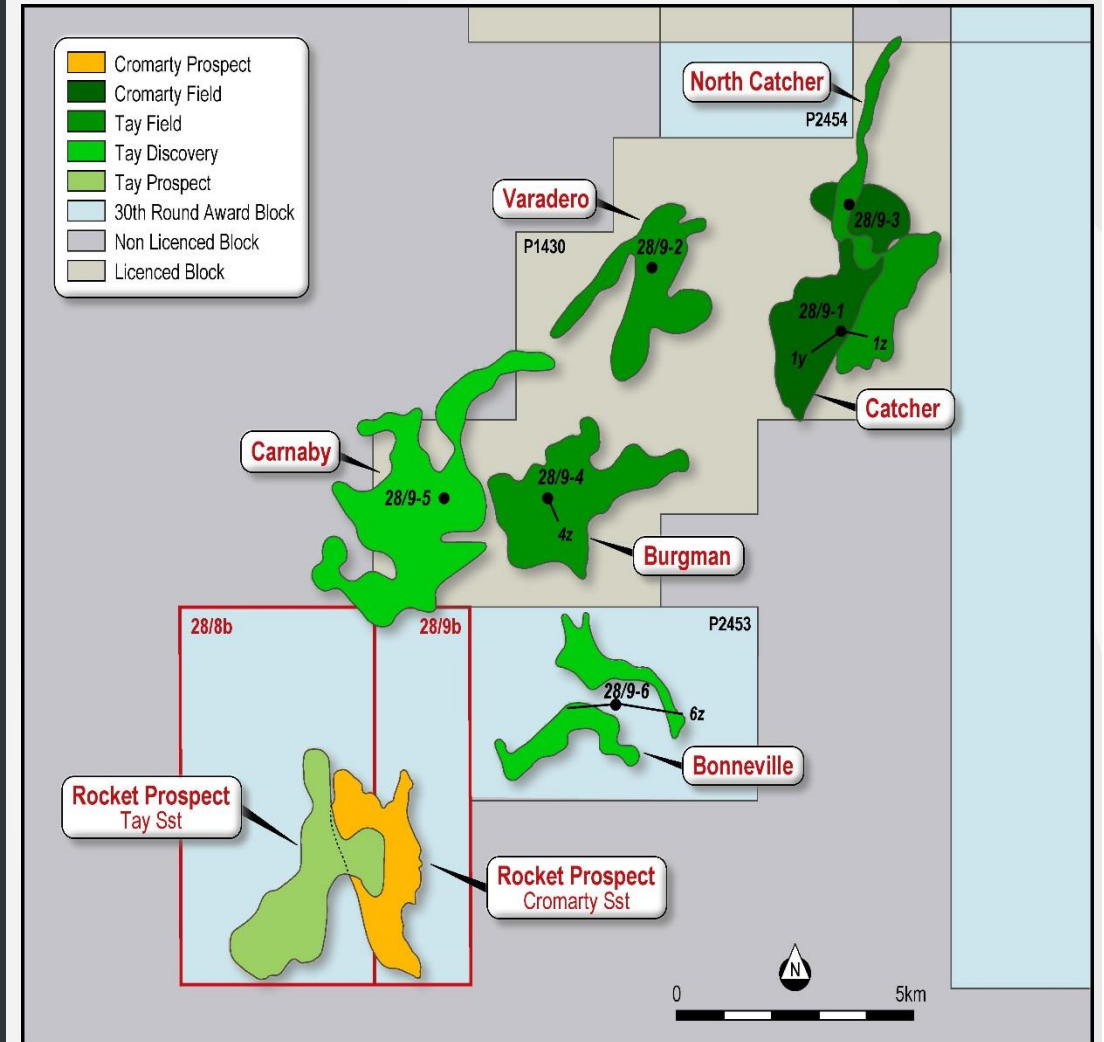 Cromarty Prospect
Cromarty Field
Tay Field
Tay Discovery
Tay Prospect
30th Round Award Block
Non Licenced Block
Licenced Block
North Catcher
P2454
Varadero
28/9-3
P1430
28/9-2
28/9-1
1y
1z
Catcher
Carnaby
28/9-5
28/9-4
4z
Burgman
28/8b
28/9b
P2453
28/9-6
6z
Bonneville
Rocket Prospect
Tay Sst
Rocket Prospect
Cromarty Sst
N
0
5km